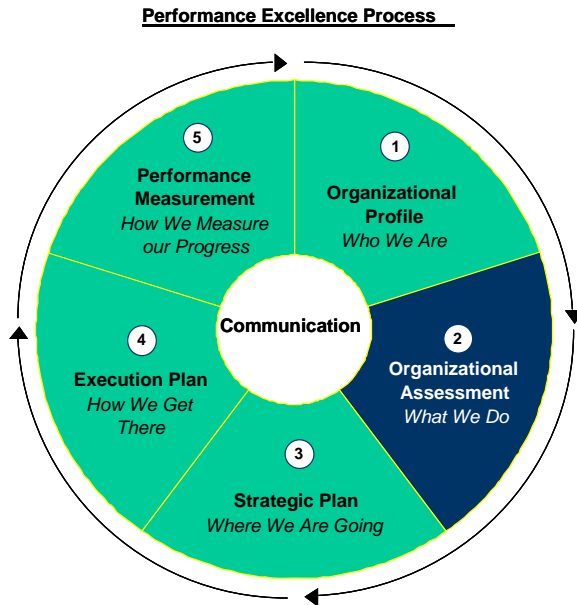 Performance Excellence Process
1
Organizational
Profile
Who We Are
2
Organizational
Assessment
What We Do
3
Strategic Plan
Where We Are Going
4
Execution Plan
How We Get
There
5
Performance
Measurement
How We Measure
our Progress
Communication